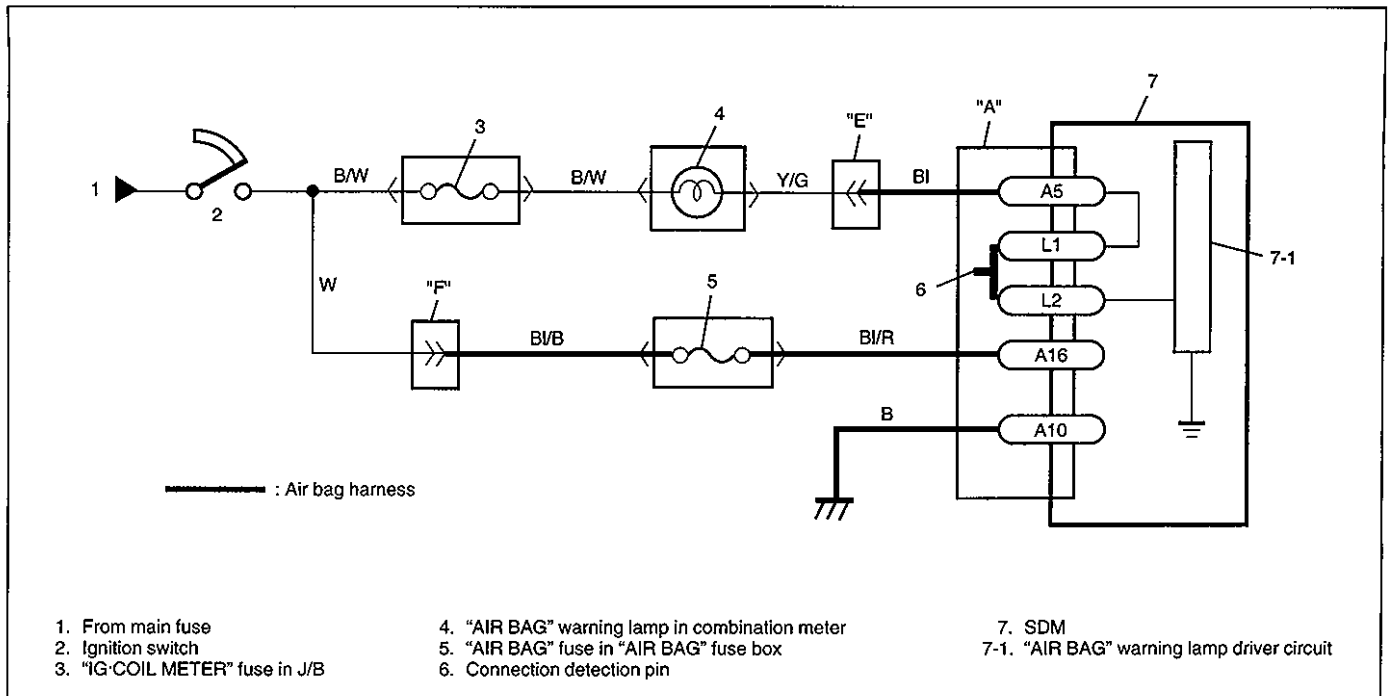 7
"A"
4
3
"E"
1
2
B/W
B/W
Y/G
BI
A5
L1
7-1
6
L2
W
"F"
5
BI/B
BI/R
A16
B
A10
: Air bag harness
1. From main fuse
2. Ignition switch
3. "IG·COIL METER" fuse in J/B
4. "AIR BAG" warning lamp in combination meter
5. "AIR BAG" fuse in "AIR BAG" fuse box
6. Connection detection pin
7. SDM
7-1. "AIR BAG" warning lamp driver circuit